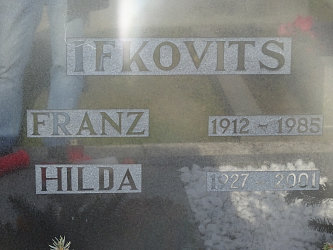 IFKOVITS
FRANZ 1912 - 1985
HILDA 1927 - 2001